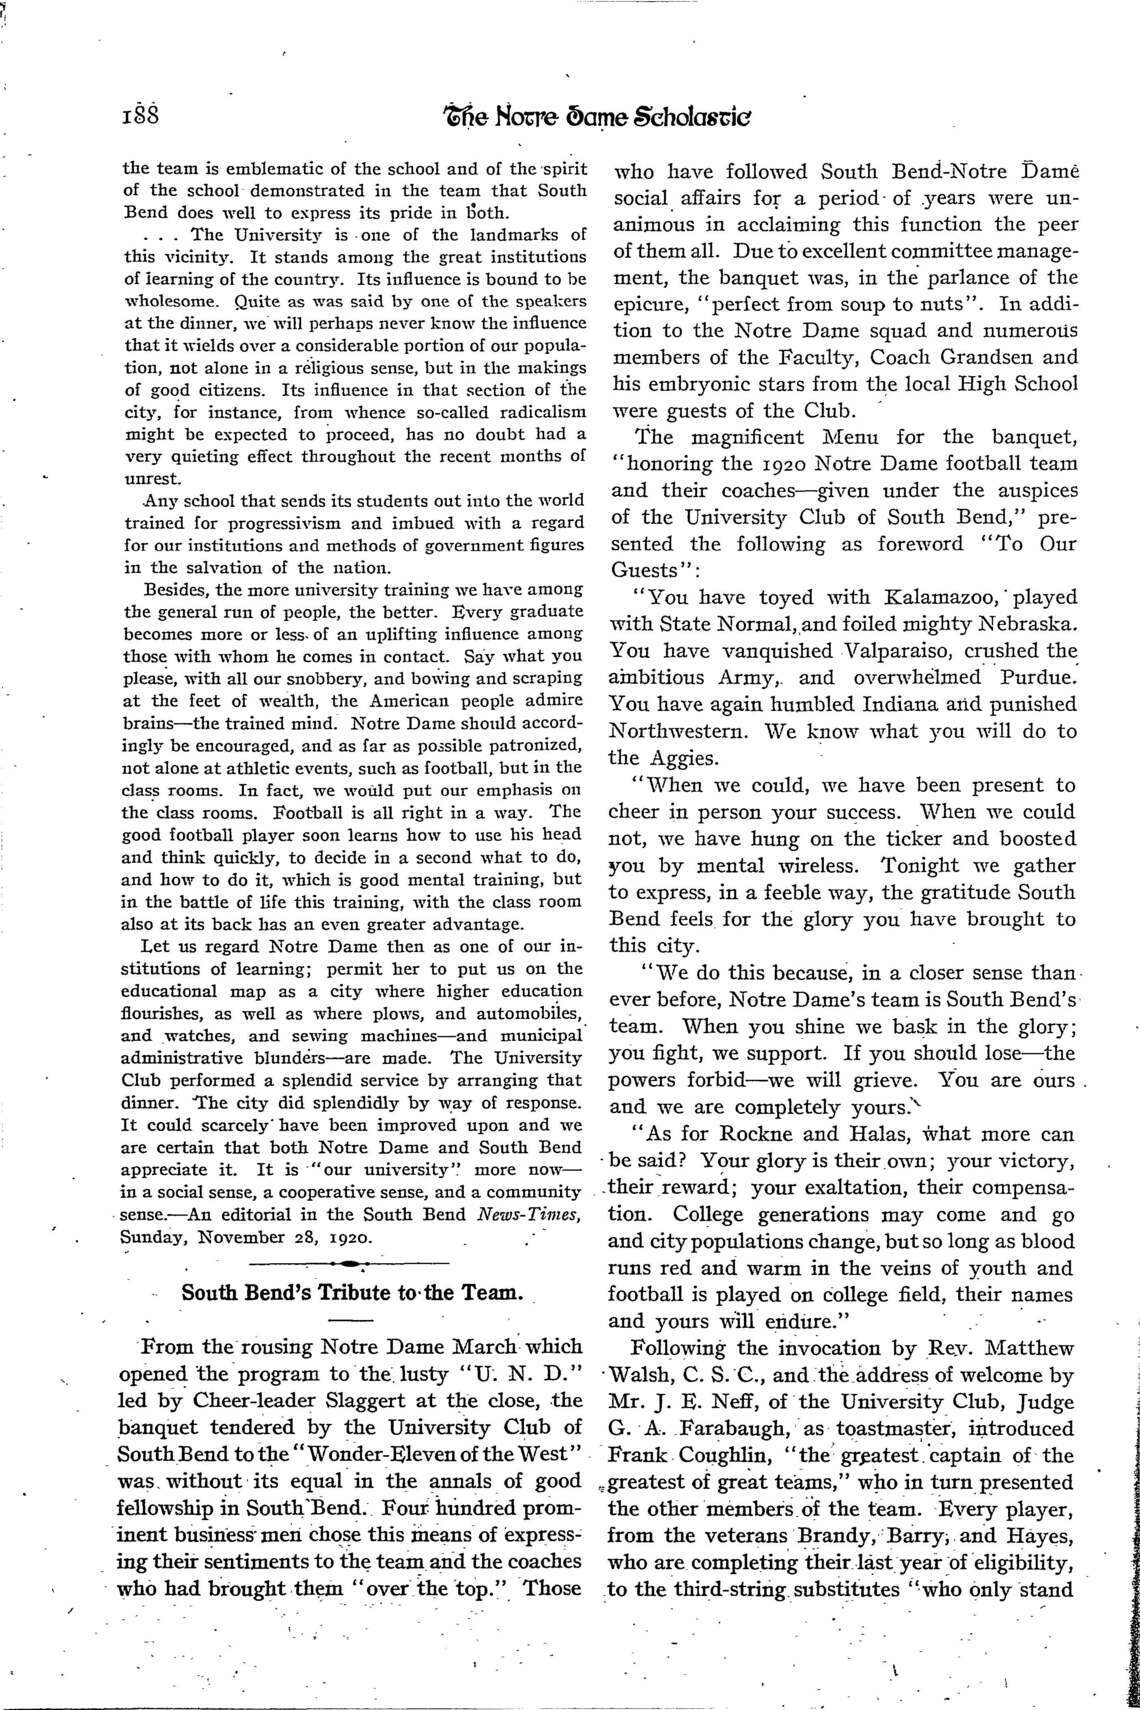 188
The Notre Dame Scholastic
the team is emblematic of the school and of the spirit
of the school demonstrated in the team that South
Bend does well to express its pride in both.
. . . The University is one of the landmarks of
this vicinity. It stands among the great institutions
of learning of the country. Its influence is bound to be
wholesome. Quite as was said by one of the speakers
at the dinner, we will perhaps never know the influence
that it wields over a considerable portion of our popula-
tion, not alone in a religious sense, but in the makings
of good citizens. Its influence in that section of the
city, for instance, from whence so-called radicalism
might be expected to proceed, has no doubt had a
very quieting effect throughout the recent months of
unrest.
Any school that sends its students out into the world
trained for progressivism and imbued with a regard
for our institutions and methods of government figures
in the salvation of the nation.
Besides, the more university training we have among
the general run of people, the better. Every graduate
becomes more or less of an uplifting influence among
those with whom he comes in contact. Say what you
please, with all our snobbery, and bowing and scraping
at the feet of wealth, the American people admire
brains—the trained mind. Notre Dame should accord-
ingly be encouraged, and as far as possible patronized,
not alone at athletic events, such as football, but in the
class rooms. In fact, we would put our emphasis on
the class rooms. Football is all right in a way. The
good football player soon learns how to use his head
and think quickly, to decide in a second what to do,
and how to do it, which is good mental training, but
in the battle of life this training, with the class room
also at its back has an even greater advantage.
Let us regard Notre Dame then as one of our in-
stitutions of learning; permit her to put us on the
educational map as a city where higher education
flourishes, as well as where plows, and automobiles,
and watches, and sewing machines—and municipal
administrative blunders—are made. The University
Club performed a splendid service by arranging that
dinner. The city did splendidly by way of response.
It could scarcely have been improved upon and we
are certain that both Notre Dame and South Bend
appreciate it. It is "our university" more now—
in a social sense, a cooperative sense, and a community
sense.—An editorial in the South Bend News-Times,
Sunday, November 28, 1920.
South Bend's Tribute to the Team.
From the rousing Notre Dame March which
opened the program to the lusty "U. N. D."
led by Cheer-leader Slaggert at the close, the
banquet tendered by the University Club of
South Bend to the "Wonder-Eleven of the West"
was without its equal in the annals of good
fellowship in South Bend. Four hundred prom-
inent business men chose this means of express-
ing their sentiments to the team and the coaches
who had brought them "over the top." Those
who have followed South Bend-Notre Dame
social affairs for a period of years were un-
animous in acclaiming this function the peer
of them all. Due to excellent committee manage-
ment, the banquet was, in the parlance of the
epicure, "perfect from soup to nuts". In addi-
tion to the Notre Dame squad and numerous
members of the Faculty, Coach Grandsen and
his embryonic stars from the local High School
were guests of the Club.
The magnificent Menu for the banquet,
"honoring the 1920 Notre Dame football team
and their coaches—given under the auspices
of the University Club of South Bend," pre-
sented the following as foreword "To Our
Guests":
"You have toyed with Kalamazoo, played
with State Normal, and foiled mighty Nebraska.
You have vanquished Valparaiso, crushed the
ambitious Army, and overwhelmed Purdue.
You have again humbled Indiana and punished
Northwestern. We know what you will do to
the Aggies.
"When we could, we have been present to
cheer in person your success. When we could
not, we have hung on the ticker and boosted
you by mental wireless. Tonight we gather
to express, in a feeble way, the gratitude South
Bend feels for the glory you have brought to
this city.
"We do this because, in a closer sense than
ever before, Notre Dame's team is South Bend's
team. When you shine we bask in the glory;
you fight, we support. If you should lose—the
powers forbid—we will grieve. You are ours
and we are completely yours.
"As for Rockne and Halas, what more can
be said? Your glory is their own; your victory,
their reward; your exaltation, their compensa-
tion. College generations may come and go
and city populations change, but so long as blood
runs red and warm in the veins of youth and
football is played on college field, their names
and yours will endure."
Following the invocation by Rev. Matthew
Walsh, C. S. C., and the address of welcome by
Mr. J. E. Neff, of the University Club, Judge
G. A. Farabaugh, as toastmaster, introduced
Frank Coughlin, "the greatest captain of the
greatest of great teams," who in turn presented
the other members of the team. Every player,
from the veterans Brandy, Barry, and Hayes,
who are completing their last year of eligibility,
to the third-string substitutes "who only stand